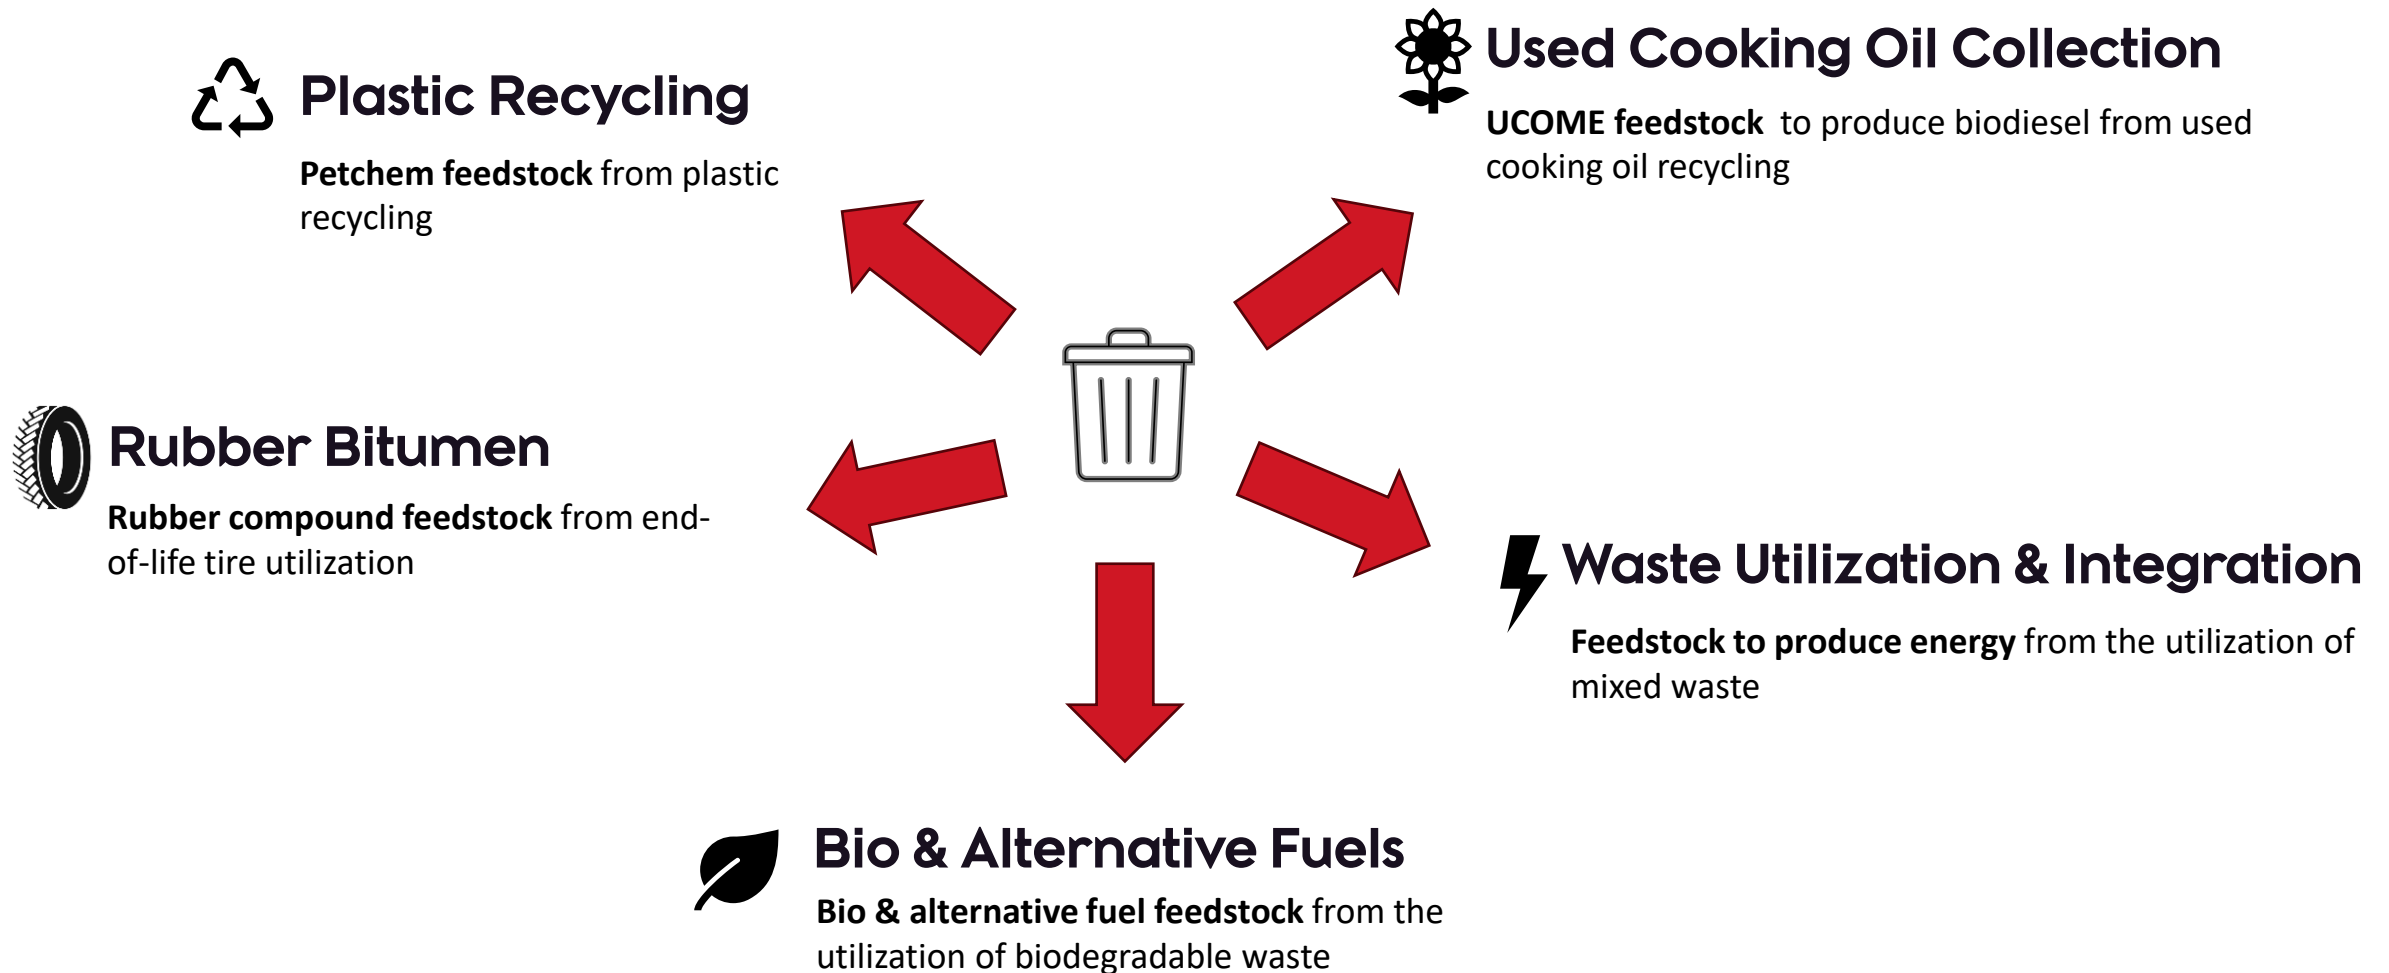 Plastic Recycling
Petchem feedstock from plastic
recycling
Used Cooking Oil Collection
UCOME feedstock to produce biodiesel from used
cooking oil recycling
Rubber Bitumen
Rubber compound feedstock from end-
of-life tire utilization
Waste Utilization & Integration
Feedstock to produce energy from the utilization of
mixed waste
Bio & Alternative Fuels
Bio & alternative fuel feedstock from the
utilization of biodegradable waste